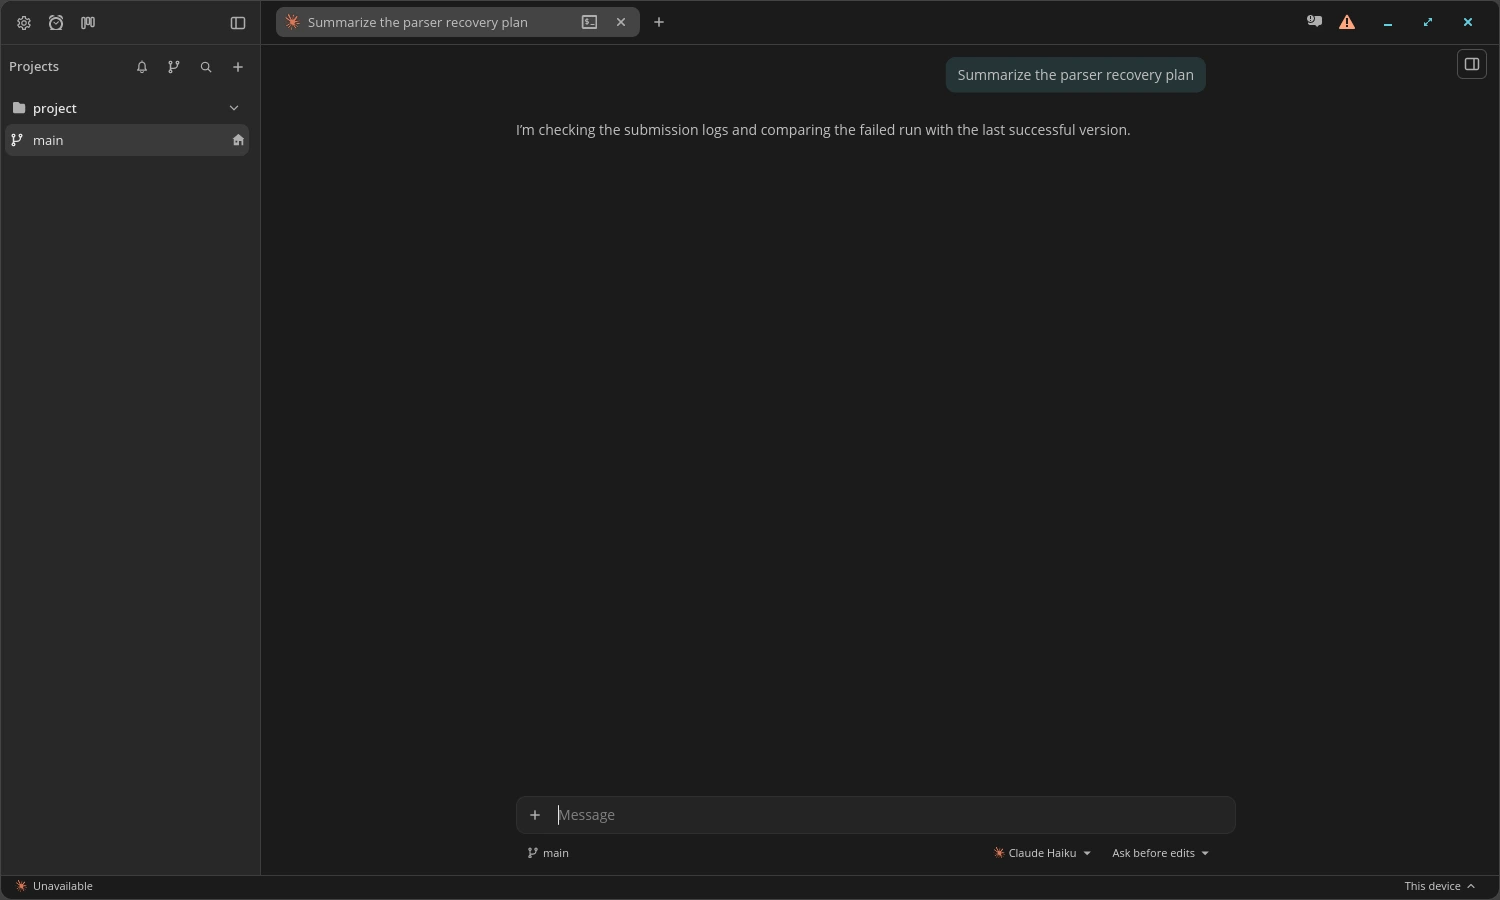 Summarize the parser recovery plan
Projects
project
main
Summarize the parser recovery plan
I’m checking the submission logs and comparing the failed run with the last successful version.
Message
main
Claude Haiku
Ask before edits
Unavailable
This device